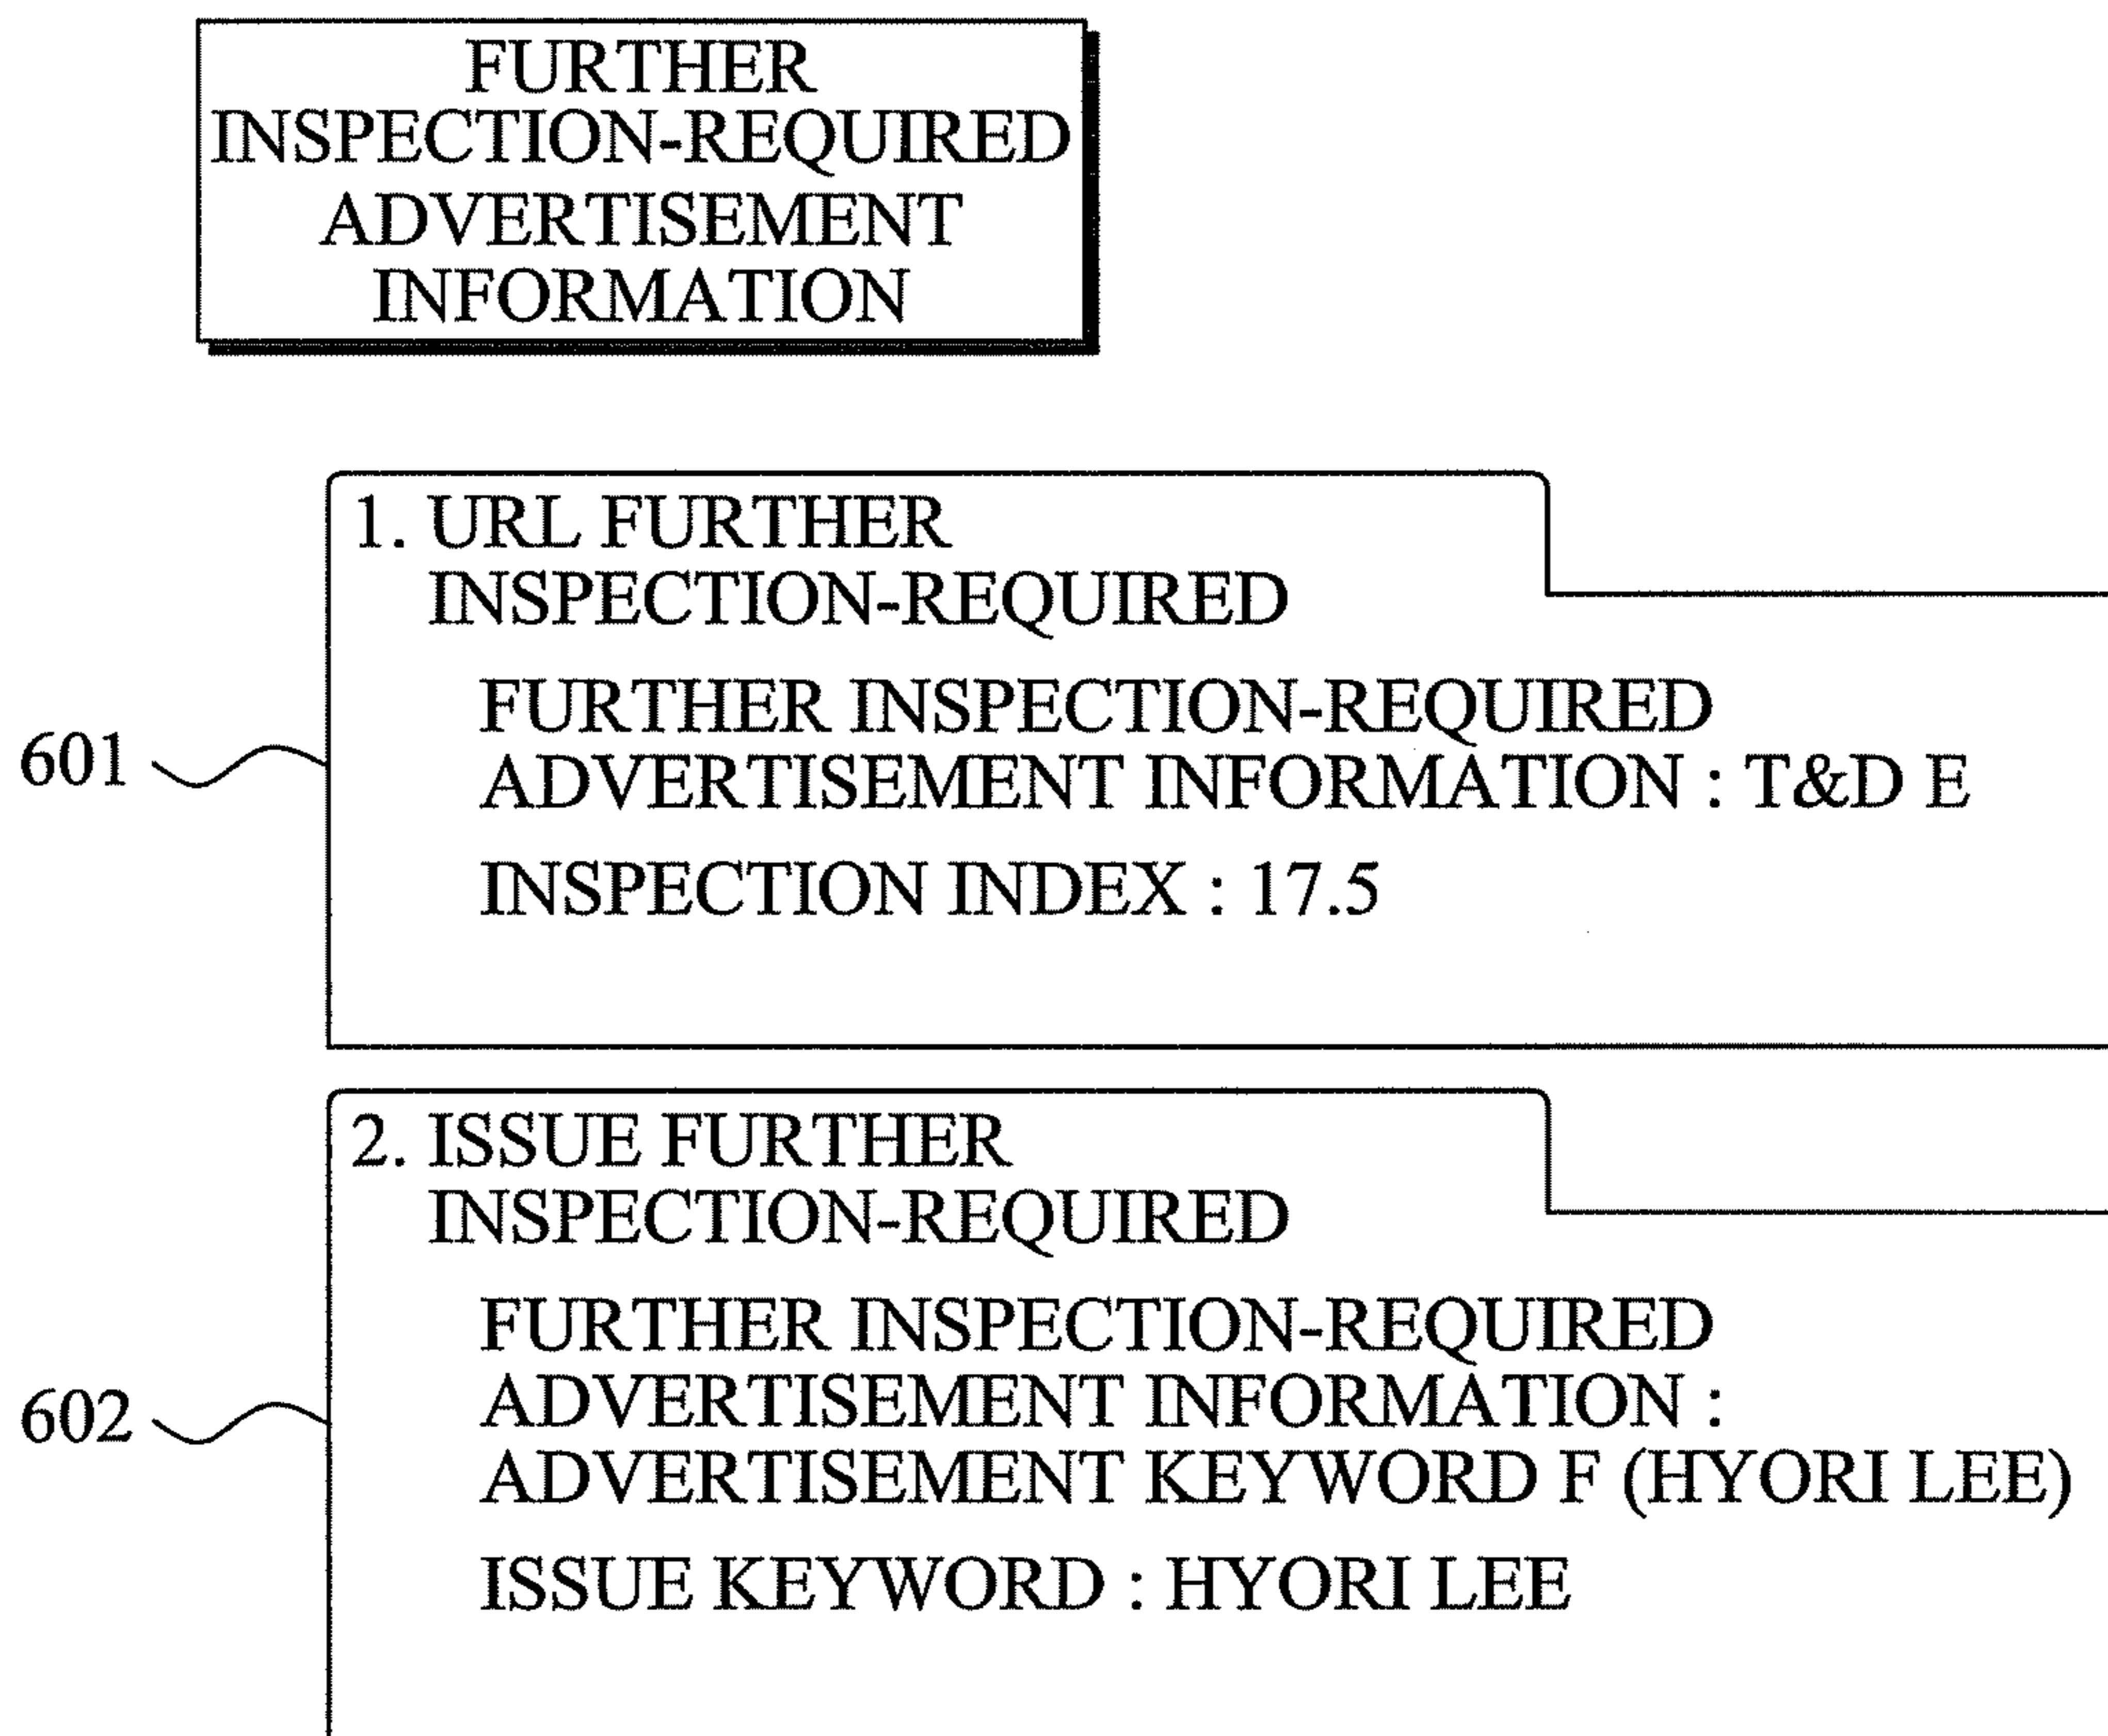 FURTHER
INSPECTION-REQUIRED
ADVERTISEMENT
INFORMATION
1. URL FURTHER
INSPECTION-REQUIRED
FURTHER INSPECTION-REQUIRED
601
ADVERTISEMENT INFORMATION : T&D E
INSPECTION INDEX : 17.5
2. ISSUE FURTHER
INSPECTION-REQUIRED
FURTHER INSPECTION-REQUIRED
602
ADVERTISEMENT INFORMATION :
ADVERTISEMENT KEYWORD F (HYORI LEE)
ISSUE KEYWORD : HYORI LEE